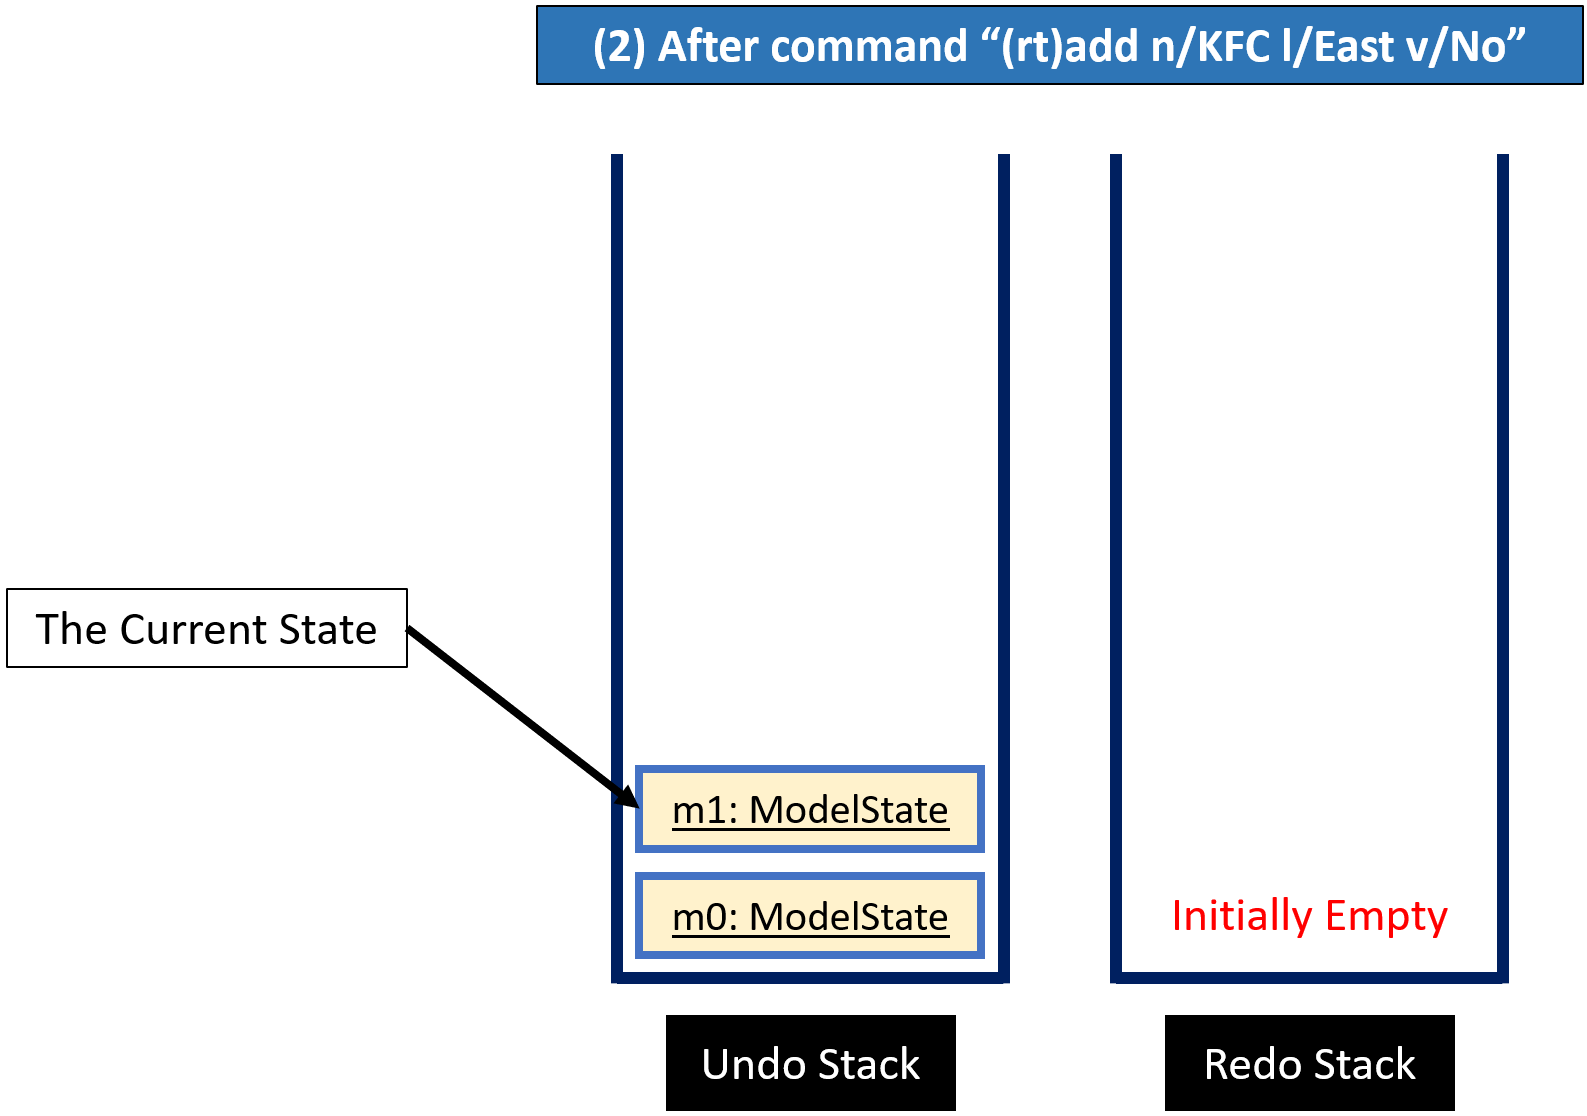 (2) After command “(rt)add n/KFC l/East v/No”
The Current State
m1: ModelState
m0: ModelState
Initially Empty
Undo Stack
Redo Stack